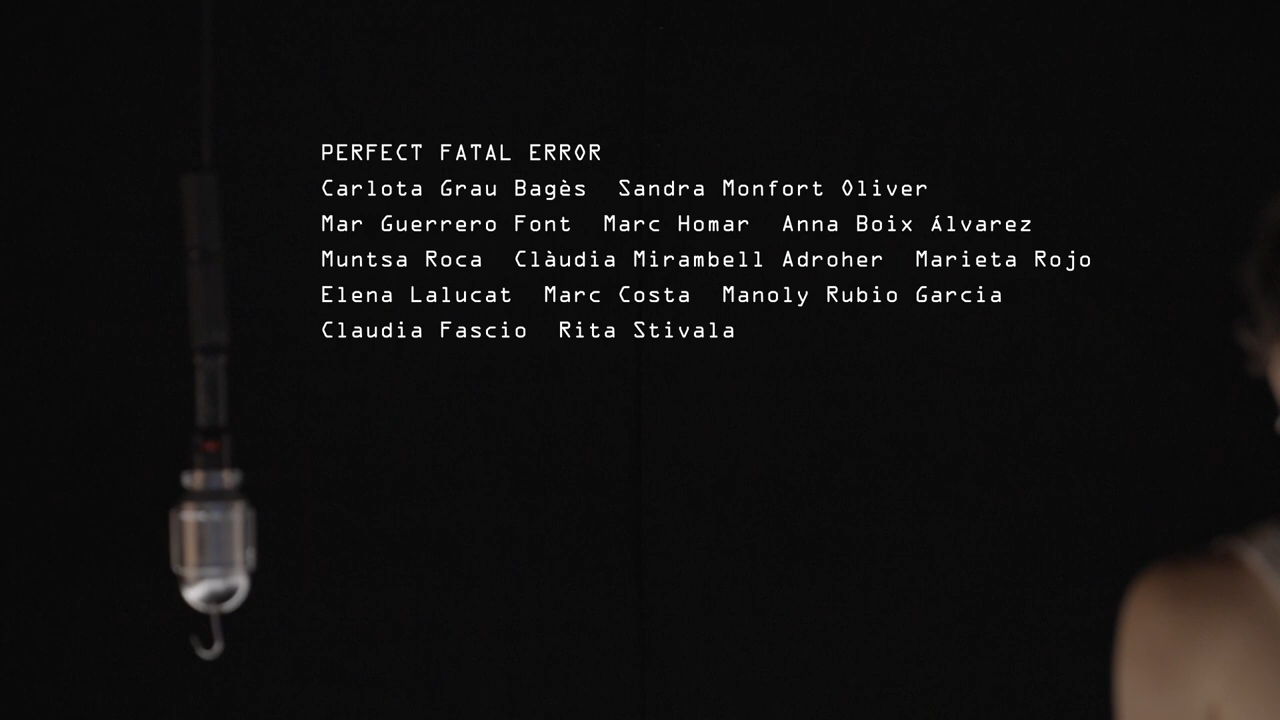 PERFECT FATAL ERROR
Carlota Grau Bagès  Sandra Monfort Oliver
Mar Guerrero Font  Marc Homar  Anna Boix Álvarez
Muntsa Roca  Clàudia Mirambell Adroher  Marieta Rojo
Elena Lalucat  Marc Costa  Manoly Rubio Garcia
Claudia Fascio  Rita Stivala